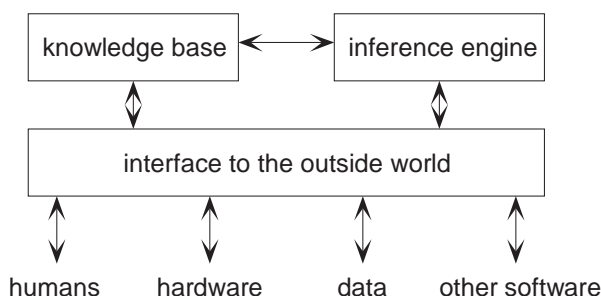 knowledge base
inference engine
interface to the outside world
humans
hardware
data
other software